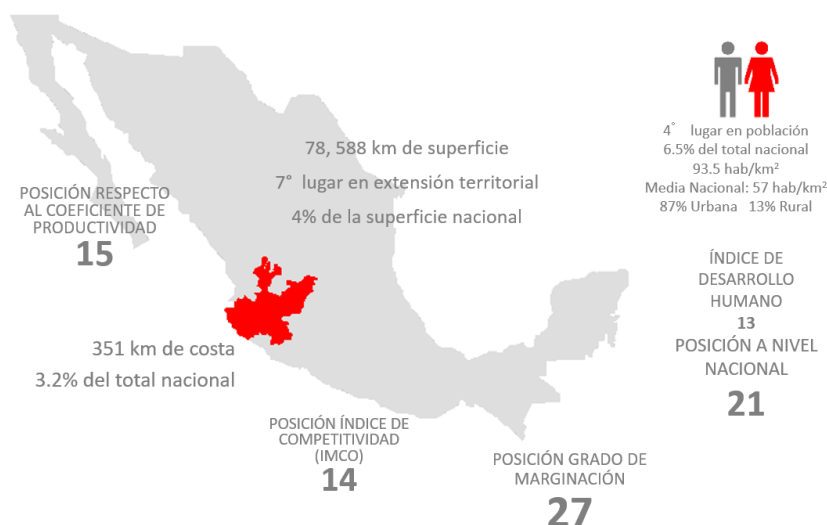 78, 588 km de superficie
7° lugar en extensión territorial
4% de la superficie nacional
4° lugar en población
6.5% del total nacional
93.5 hab/km²
Media Nacional: 57 hab/km²
87% Urbana 13% Rural
POSICIÓN RESPECTO
AL COEFICIENTE DE
PRODUCTIVIDAD
15
ÍNDICE DE
DESARROLLO
HUMANO
13
POSICIÓN A NIVEL
NACIONAL
21
351 km de costa
3.2% del total nacional
POSICIÓN ÍNDICE DE
COMPETITIVIDAD
(IMCO)
14
POSICIÓN GRADO DE
MARGINACIÓN
27